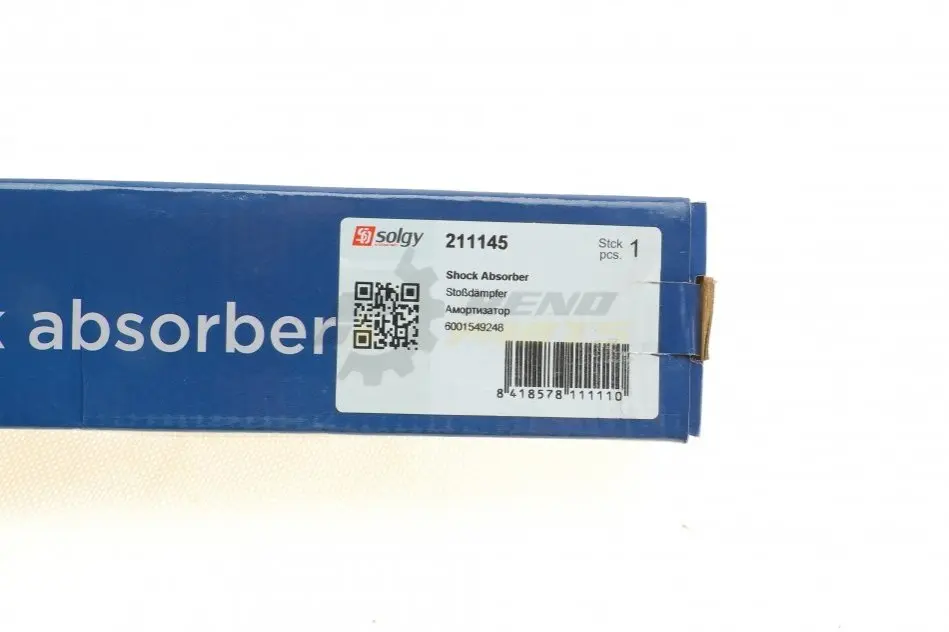 solgy
211145
Stck
pcs. 1
Shock Absorber
Stoßdämpfer
Амортизатор
6001549248
absorber
8 418578 111110